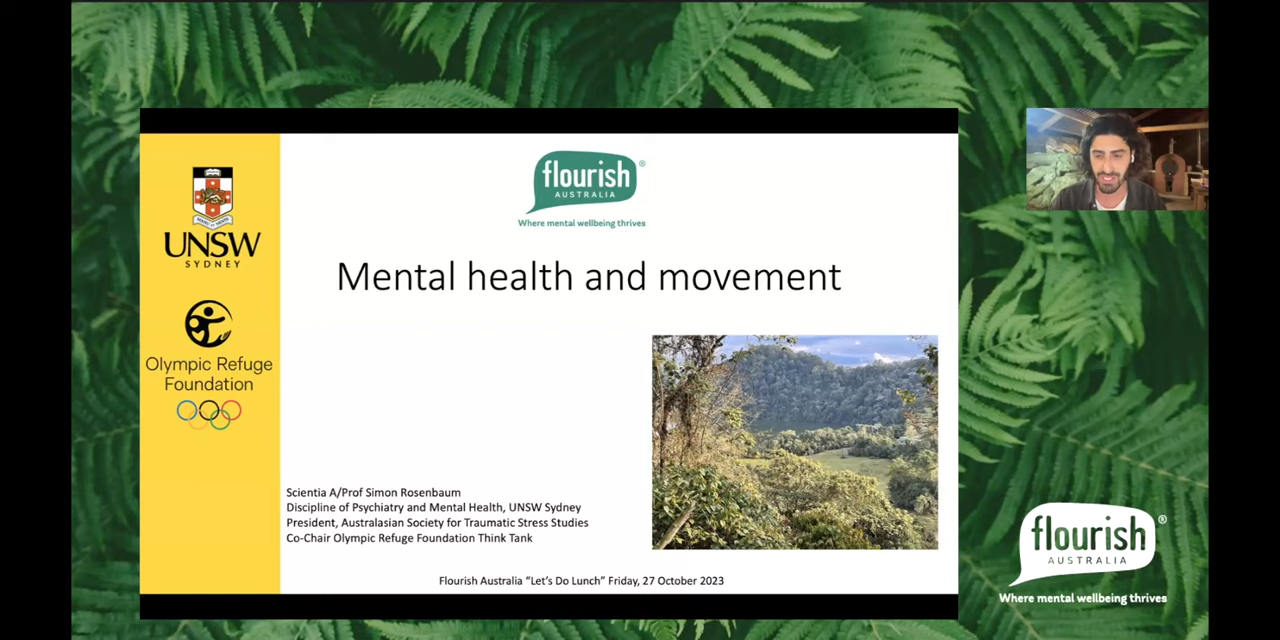 flourish®
AUSTRALIA
Where mental wellbeing thrives
UNSW
SYDNEY
Olympic Refuge
Foundation
Mental health and movement
Scientia A/Prof Simon Rosenbaum
Discipline of Psychiatry and Mental Health, UNSW Sydney
President, Australasian Society for Traumatic Stress Studies
Co-Chair Olympic Refuge Foundation Think Tank
Flourish Australia “Let’s Do Lunch” Friday, 27 October 2023
flourish®
AUSTRALIA
Where mental wellbeing thrives